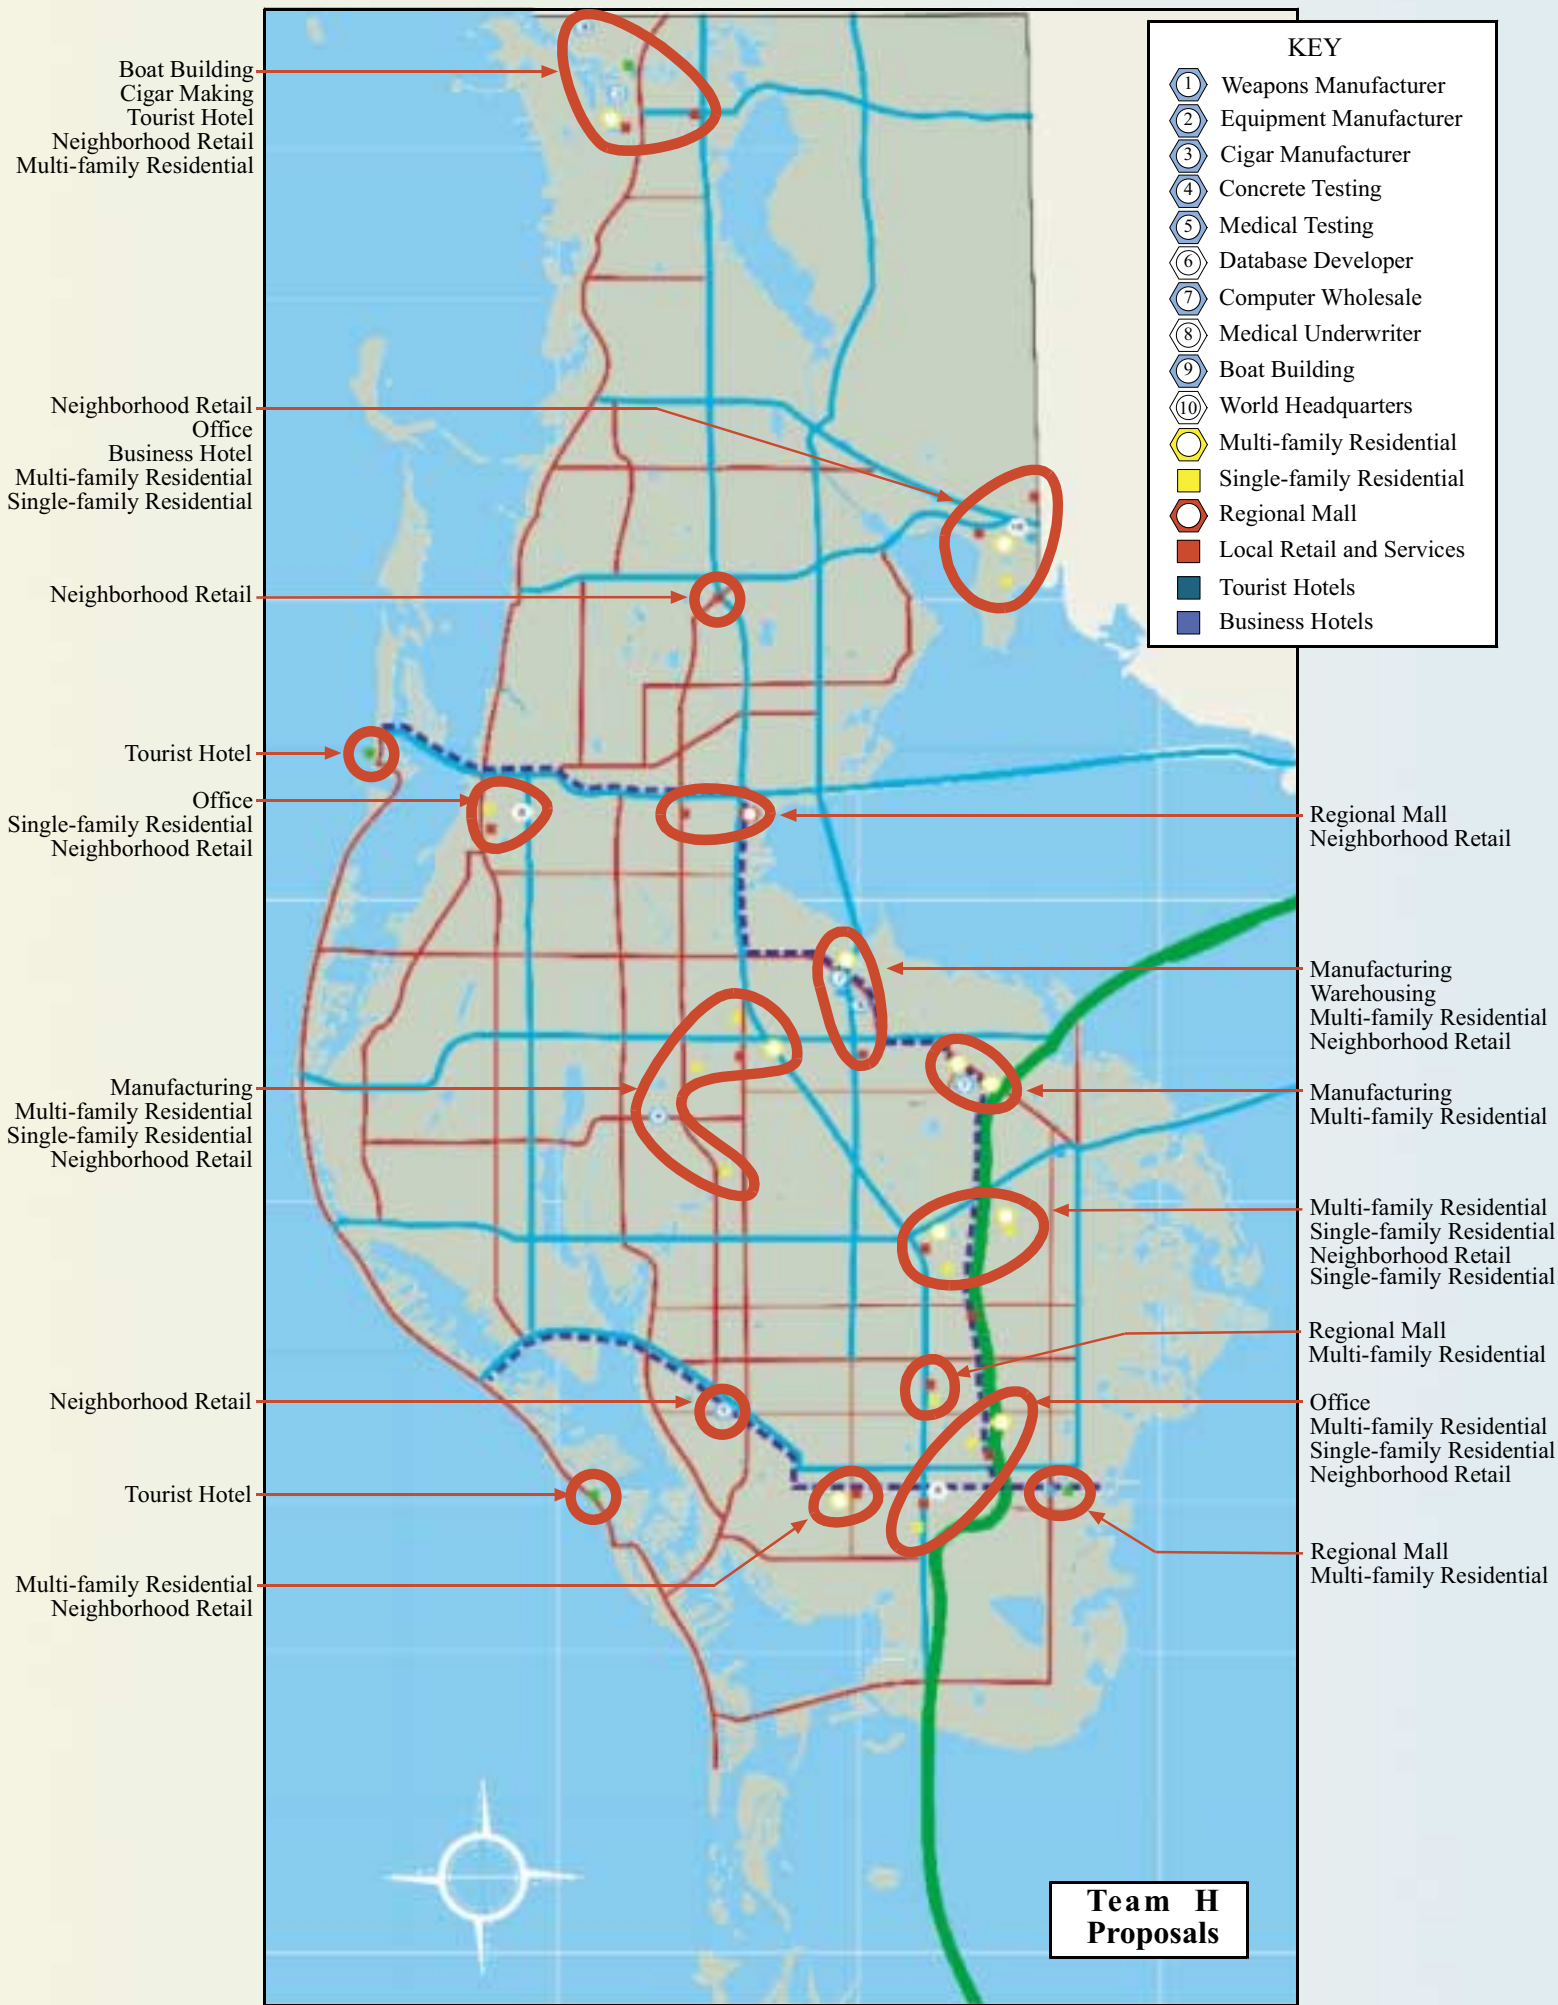 Boat Building
Cigar Making
Tourist Hotel
Neighborhood Retail
Multi-family Residential
Neighborhood Retail
Office
Business Hotel
Multi-family Residential
Single-family Residential
Neighborhood Retail
Tourist Hotel
Office
Single-family Residential
Neighborhood Retail
Manufacturing
Multi-family Residential
Single-family Residential
Neighborhood Retail
Neighborhood Retail
Tourist Hotel
Multi-family Residential
Neighborhood Retail
KEY
1 Weapons Manufacturer
2 Equipment Manufacturer
3 Cigar Manufacturer
4 Concrete Testing
5 Medical Testing
6 Database Developer
7 Computer Wholesale
8 Medical Underwriter
9 Boat Building
10 World Headquarters
Multi-family Residential
Single-family Residential
Regional Mall
Local Retail and Services
Tourist Hotels
Business Hotels
Regional Mall
Neighborhood Retail
Manufacturing
Warehousing
Multi-family Residential
Neighborhood Retail
Manufacturing
Multi-family Residential
Multi-family Residential
Single-family Residential
Neighborhood Retail
Single-family Residential
Regional Mall
Multi-family Residential
Office
Multi-family Residential
Single-family Residential
Neighborhood Retail
Regional Mall
Multi-family Residential
Team H
Proposals